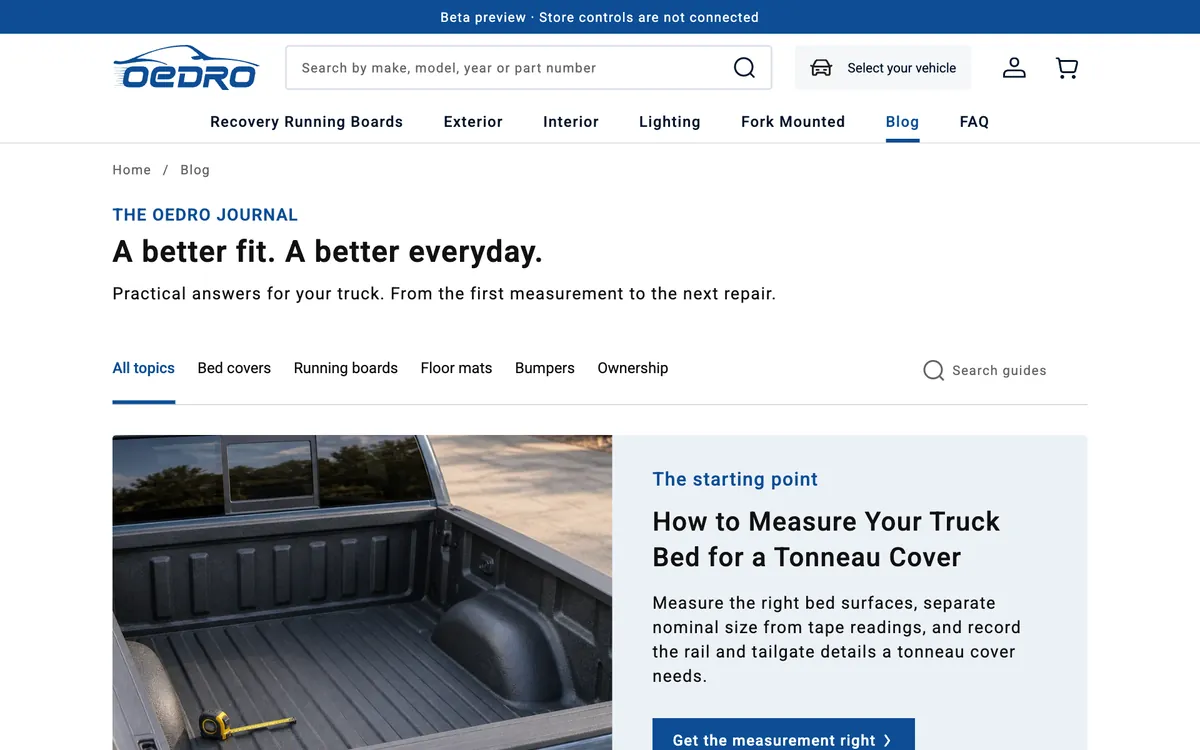 Beta preview · Store controls are not connected
OEDRO
Search by make, model, year or part number
Select your vehicle
Recovery Running Boards
Exterior
Interior
Lighting
Fork Mounted
Blog
FAQ
Home / Blog
THE OEDRO JOURNAL
A better fit. A better everyday.
Practical answers for your truck. From the first measurement to the next repair.
All topics
Bed covers
Running boards
Floor mats
Bumpers
Ownership
Search guides
The starting point
How to Measure Your Truck
Bed for a Tonneau Cover
Measure the right bed surfaces, separate
nominal size from tape readings, and record
the rail and tailgate details a tonneau cover
needs.
Get the measurement right ❯